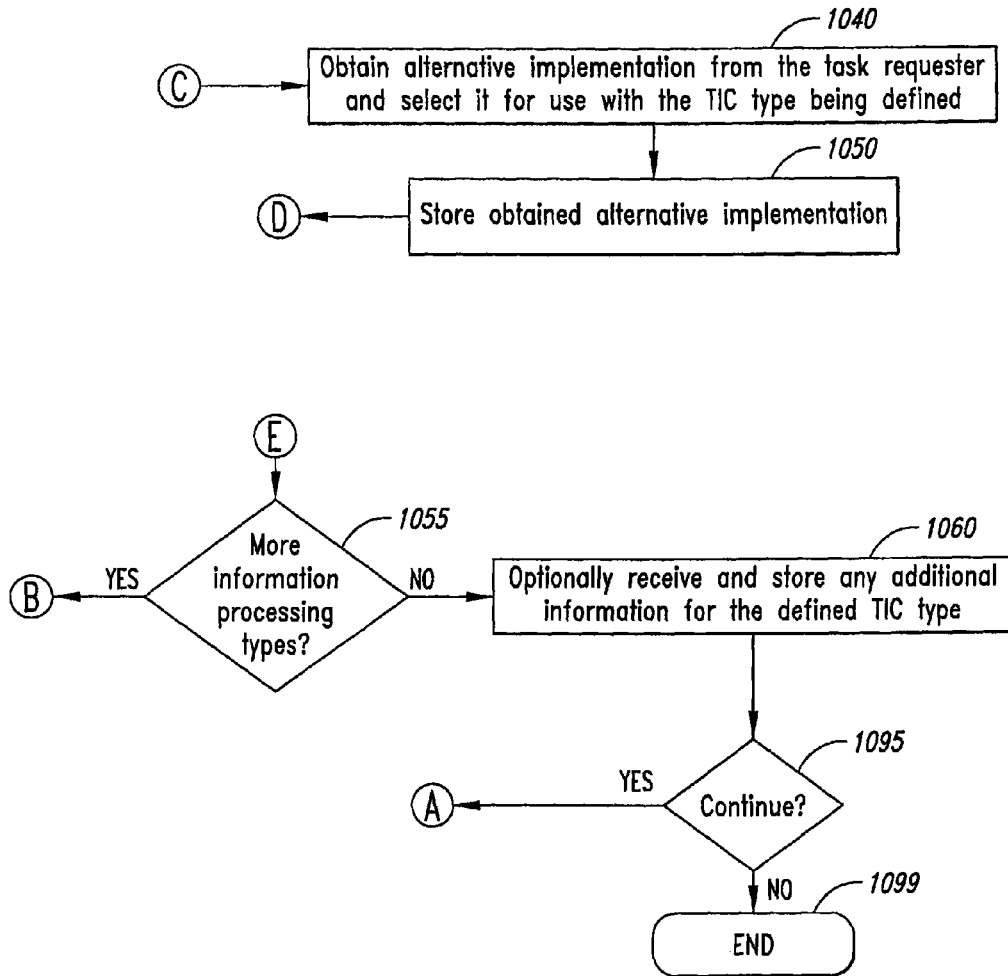 1040
C
Obtain alternative implementation from the task requester
and select it for use with the TIC type being defined
1050
D
Store obtained alternative implementation
E
1055
More
information
processing
types?
YES
B
NO
1060
Optionally receive and store any additional
information for the defined TIC type
1095
YES
A
Continue?
NO
1099
END